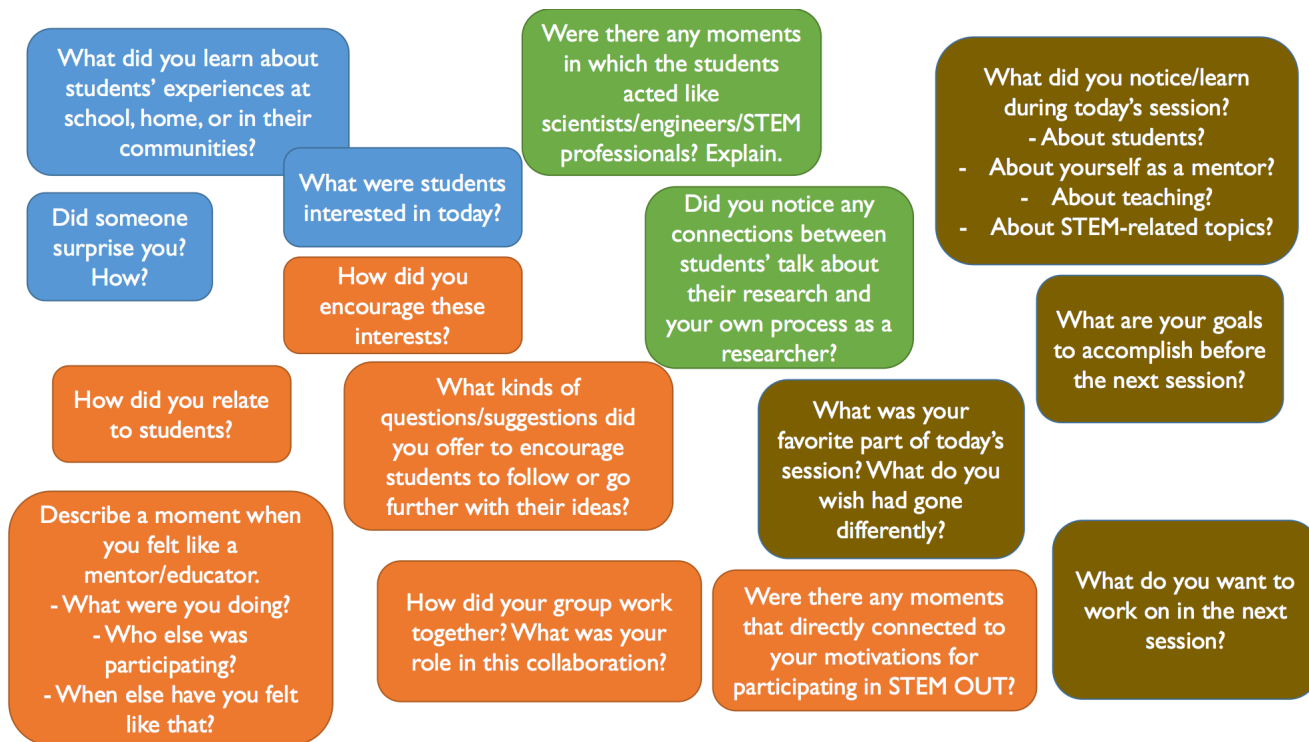 What did you learn about
students' experiences at
school, home, or in their
communities?
What were students
interested in today?
Did someone
surprise you?
How?
How did you
encourage these
interests?
How did you relate
to students?
What kinds of
questions/suggestions did
you offer to encourage
students to follow or go
further with their ideas?
Describe a moment when
you felt like a
mentor/educator.
- What were you doing?
- Who else was
participating?
- When else have you felt
like that?
How did your group work
together? What was your
role in this collaboration?
Were there any moments
that directly connected to
your motivations for
participating in STEM OUT?
Were there any moments
in which the students
acted like
scientists/engineers/STEM
professionals? Explain.
Did you notice any
connections between
students' talk about
their research and
your own process as a
researcher?
What did you notice/learn
during today's session?
- About students?
- About yourself as a mentor?
- About teaching?
- About STEM-related topics?
What are your goals
to accomplish before
the next session?
What was your
favorite part of today's
session? What do you
wish had gone
differently?
What do you want to
work on in the next
session?